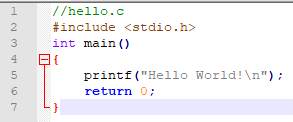 1 //hello.c
2 #include <stdio.h>
3 int main()
4 {
5     printf("Hello World!\n");
6     return 0;
7 }